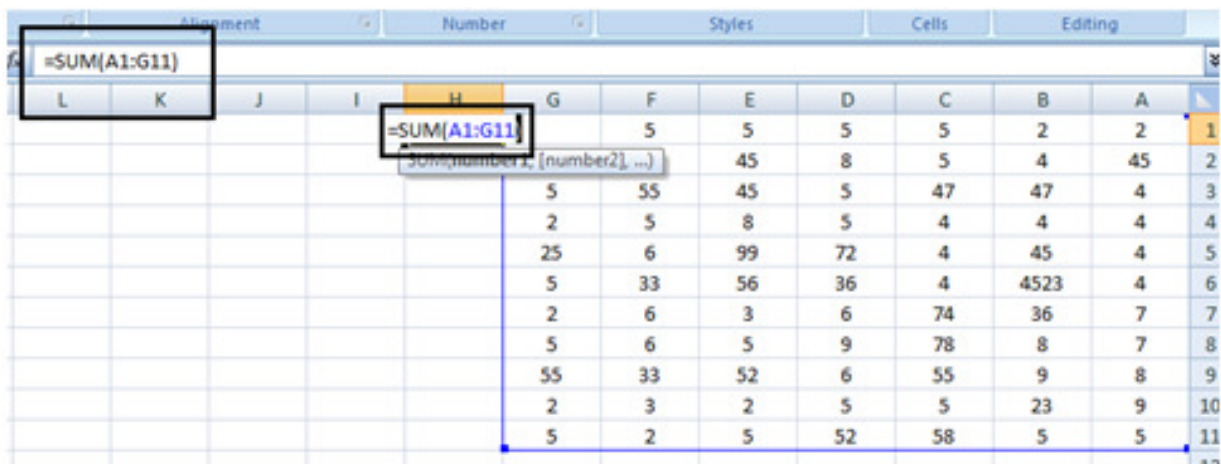 Alignment Number Styles Cells Editing
=SUM(A1:G11)
L K J I H G F E D C B A
=SUM(A1:G11) 5 5 5 5 2 2 1
SUM(number1, [number2], ...) 45 8 5 4 45 2
5 55 45 5 47 47 4 3
2 5 8 5 4 4 4 4
25 6 99 72 4 45 4 5
5 33 56 36 4 4523 4 6
2 6 3 6 74 36 7 7
5 6 5 9 78 8 7 8
55 33 52 6 55 9 8 9
2 3 2 5 5 23 9 10
5 2 5 52 58 5 5 11